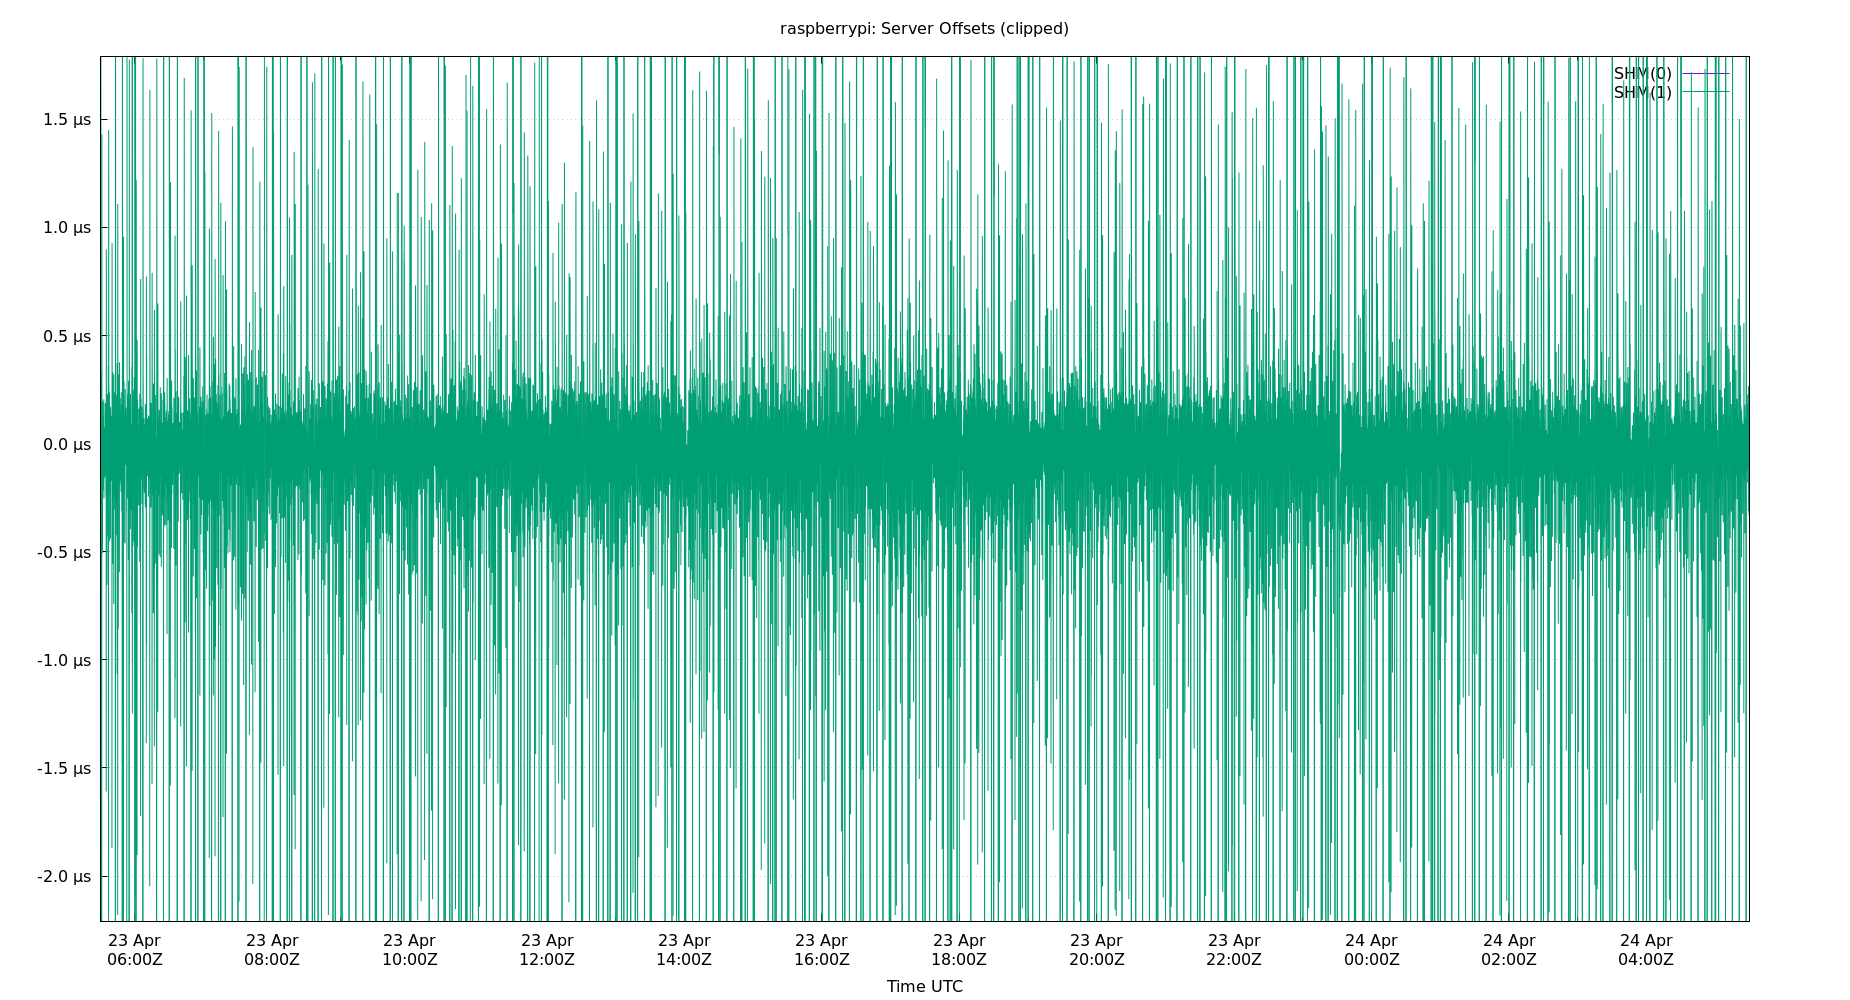 raspberrypi: Server Offsets (clipped)
SHM(0)
SHM(1)
1.5 µs
1.0 µs
0.5 µs
0.0 µs
-0.5 µs
-1.0 µs
-1.5 µs
-2.0 µs
23 Apr 23 Apr 23 Apr 23 Apr 23 Apr 23 Apr 23 Apr 23 Apr 23 Apr 24 Apr 24 Apr 24 Apr
06:00Z 08:00Z 10:00Z 12:00Z 14:00Z 16:00Z 18:00Z 20:00Z 22:00Z 00:00Z 02:00Z 04:00Z
Time UTC